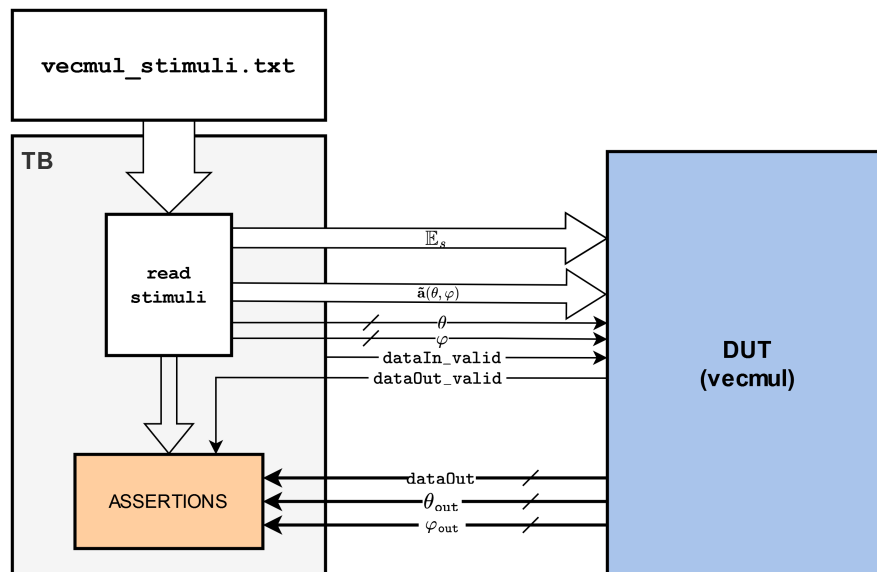 vecmul_stimuli.txt
TB
read
stimuli
𝔼ₛ
ã(θ, φ)
θ
φ
dataIn_valid
dataOut_valid
DUT
(vecmul)
ASSERTIONS
dataOut
θout
φout